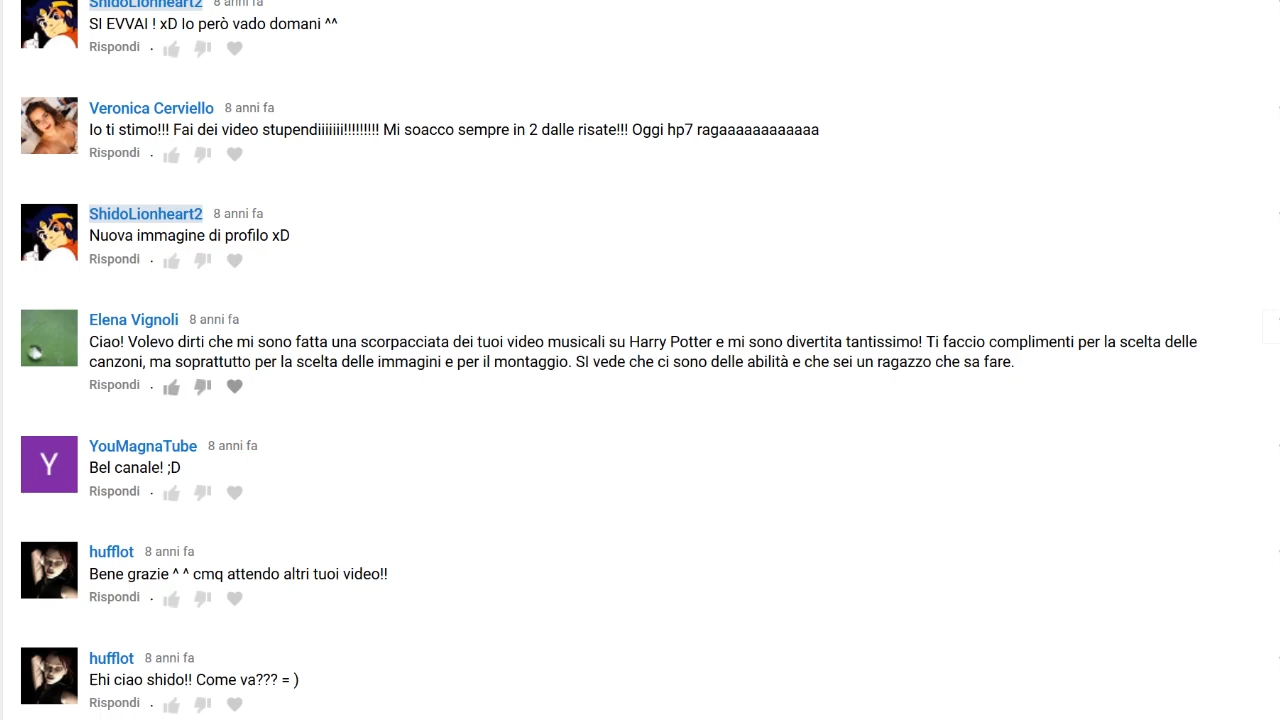 ShidoLionheart2 8 anni fa
SI EVVAI ! xD Io però vado domani ^^
Rispondi
Veronica Cerviello 8 anni fa
Io ti stimo!!! Fai dei video stupendiiiiiii!!!!!!!!! Mi soacco sempre in 2 dalle risate!!! Oggi hp7 ragaaaaaaaaaaaa
Rispondi
ShidoLionheart2 8 anni fa
Nuova immagine di profilo xD
Rispondi
Elena Vignoli 8 anni fa
Ciao! Volevo dirti che mi sono fatta una scorpacciata dei tuoi video musicali su Harry Potter e mi sono divertita tantissimo! Ti faccio complimenti per la scelta delle
canzoni, ma soprattutto per la scelta delle immagini e per il montaggio. SI vede che ci sono delle abilità e che sei un ragazzo che sa fare.
Rispondi
Y
YouMagnaTube 8 anni fa
Bel canale! ;D
Rispondi
hufflot 8 anni fa
Bene grazie ^ ^ cmq attendo altri tuoi video!!
Rispondi
hufflot 8 anni fa
Ehi ciao shido!! Come va??? = )
Rispondi